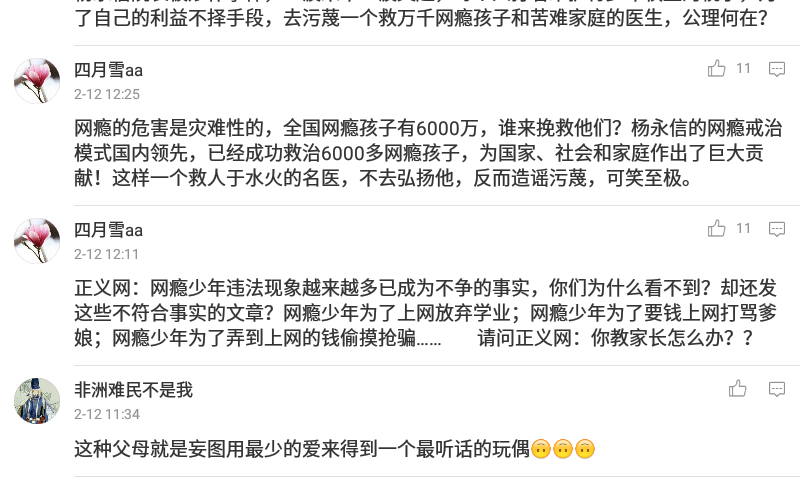 了自己的利益不择手段，去污蔑一个救万千网瘾孩子和苦难家庭的医生，公理何在？
四月雪aa
11
2-12 12:25
网瘾的危害是灾难性的，全国网瘾孩子有6000万，谁来挽救他们？杨永信的网瘾戒治
模式国内领先，已经成功救治6000多网瘾孩子，为国家、社会和家庭作出了巨大贡
献！这样一个救人于水火的名医，不去弘扬他，反而造谣污蔑，可笑至极。
四月雪aa
11
2-12 12:11
正义网：网瘾少年违法现象越来越多已成为不争的事实，你们为什么看不到？却还发
这些不符合事实的文章？网瘾少年为了上网放弃学业；网瘾少年为了要钱上网打骂爹
娘；网瘾少年为了弄到上网的钱偷摸抢骗……　　请问正义网：你教家长怎么办？？
非洲难民不是我
2-12 11:34
这种父母就是妄图用最少的爱来得到一个最听话的玩偶🙃🙃🙃